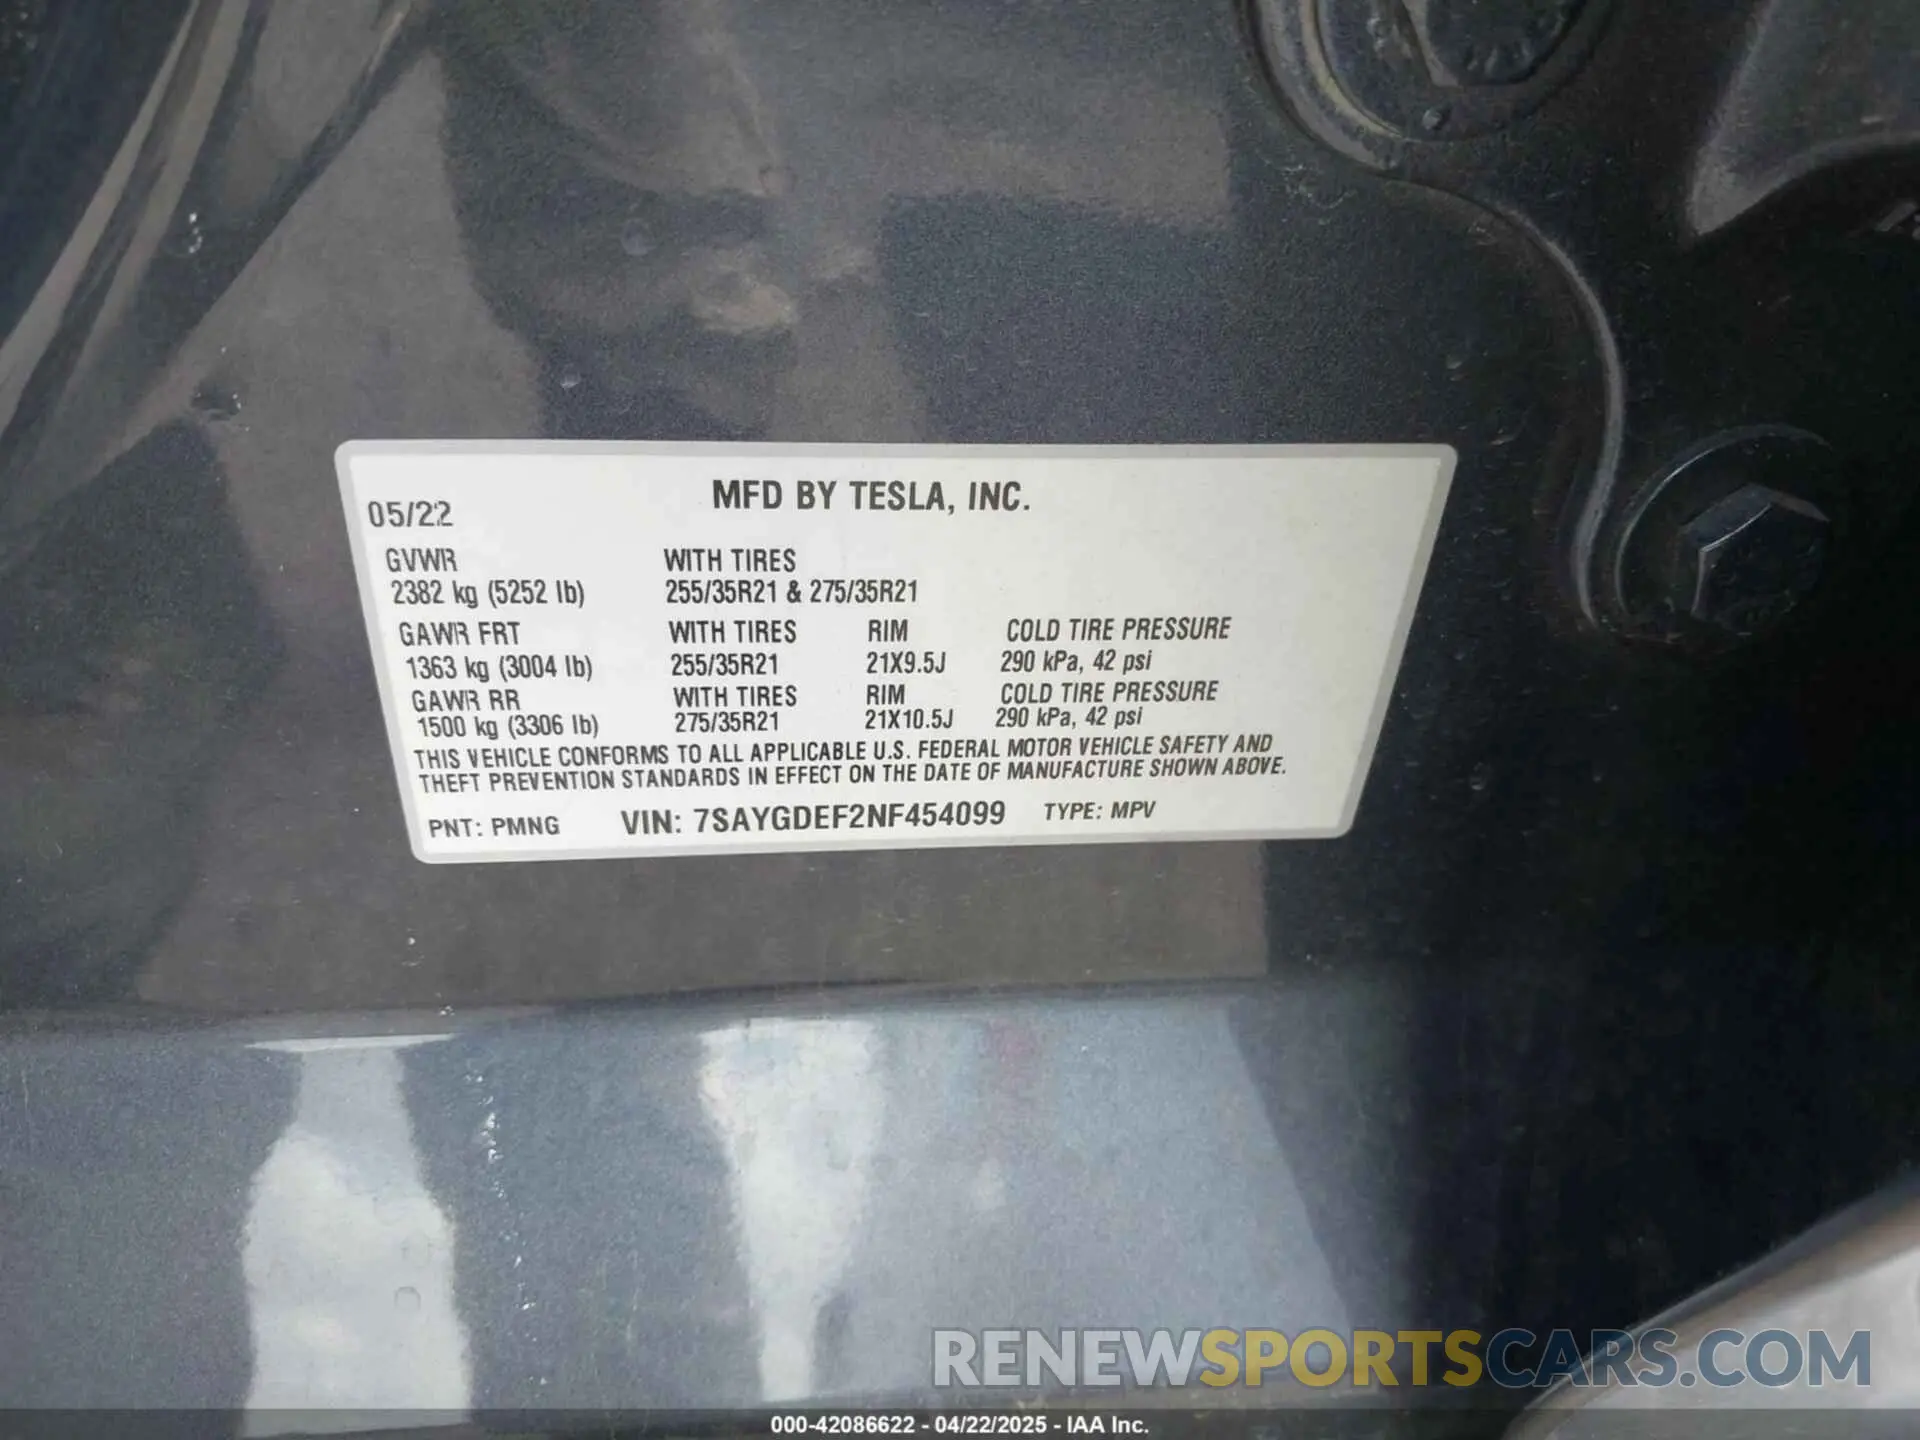 MFD BY TESLA, INC.
05/22
GVWR WITH TIRES
2382 kg (5252 lb) 255/35R21 & 275/35R21
GAWR FRT WITH TIRES RIM COLD TIRE PRESSURE
1363 kg (3004 lb) 255/35R21 21X9.5J 290 kPa, 42 psi
GAWR RR WITH TIRES RIM COLD TIRE PRESSURE
1500 kg (3306 lb) 275/35R21 21X10.5J 290 kPa, 42 psi
THIS VEHICLE CONFORMS TO ALL APPLICABLE U.S. FEDERAL MOTOR VEHICLE SAFETY AND
THEFT PREVENTION STANDARDS IN EFFECT ON THE DATE OF MANUFACTURE SHOWN ABOVE.
PNT: PMNG VIN: 7SAYGDEF2NF454099 TYPE: MPV
RENEWSPORTSCARS.COM
000-42086622 - 04/22/2025 - IAA Inc.